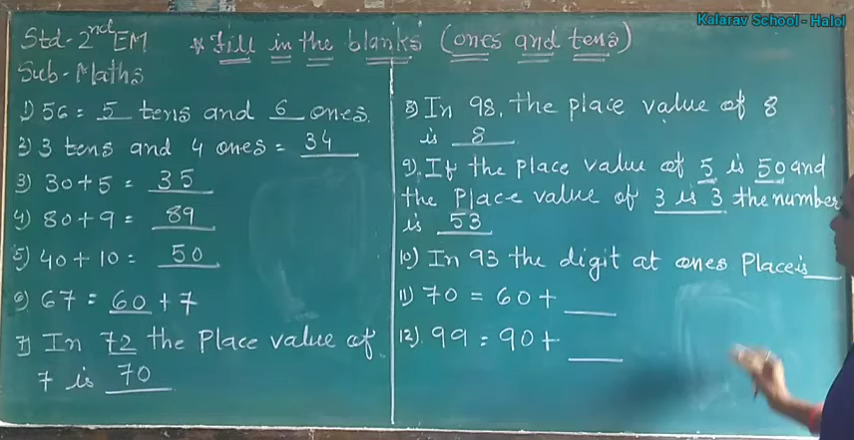 Kalarav School - Halol
Std-2nd EM * Fill in the blanks (ones and tens)
Sub-Maths
1) 56 = 5 tens and 6 ones.
2) 3 tens and 4 ones = 34
3) 30+5 = 35
4) 80+9 = 89
5) 40+10 = 50
6) 67 = 60 + 7
7) In 72 the Place value of
7 is 70
8) In 98, the place value of 8
is 8
9) If the Place value of 5 is 50 and
the Place value of 3 is 3 the number
is 53
10) In 93 the digit at ones Place is __
11) 70 = 60 + __
12) 99 = 90 + __